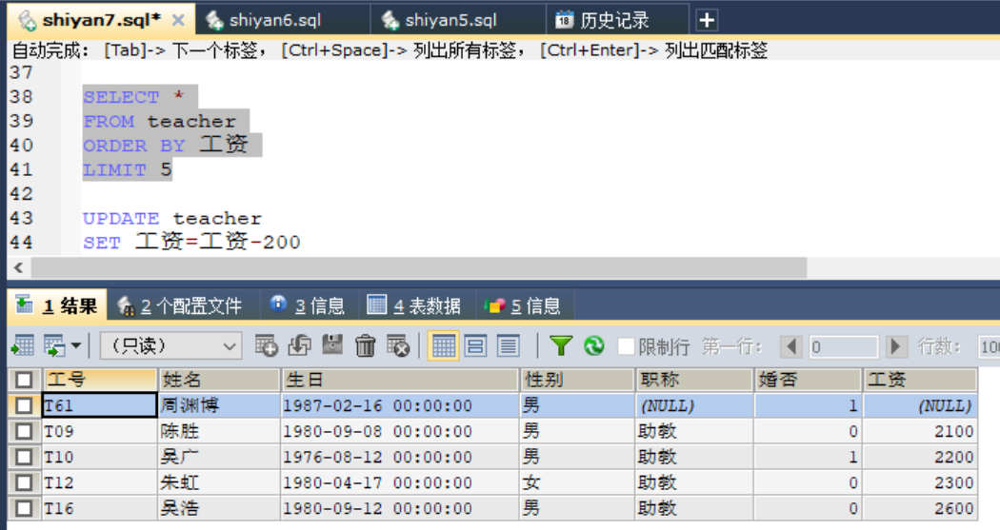 shiyan7.sql* × shiyan6.sql shiyan5.sql 18 历史记录 +
自动完成: [Tab]-> 下一个标签, [Ctrl+Space]-> 列出所有标签, [Ctrl+Enter]-> 列出匹配标签
37
38 SELECT *
39 FROM teacher
40 ORDER BY 工资
41 LIMIT 5
42
43 UPDATE teacher
44 SET 工资=工资-200
1 结果 2 个配置文件 3 信息 4 表数据 5 信息
(只读) 限制行 第一行: 0 行数:
工号 姓名 生日 性别 职称 婚否 工资
T61 周渊博 1987-02-16 00:00:00 男 (NULL) 1 (NULL)
T09 陈胜 1980-09-08 00:00:00 男 助教 0 2100
T10 吴广 1976-08-12 00:00:00 男 助教 1 2200
T12 朱虹 1980-04-17 00:00:00 女 助教 0 2300
T16 吴浩 1980-09-12 00:00:00 男 助教 0 2600